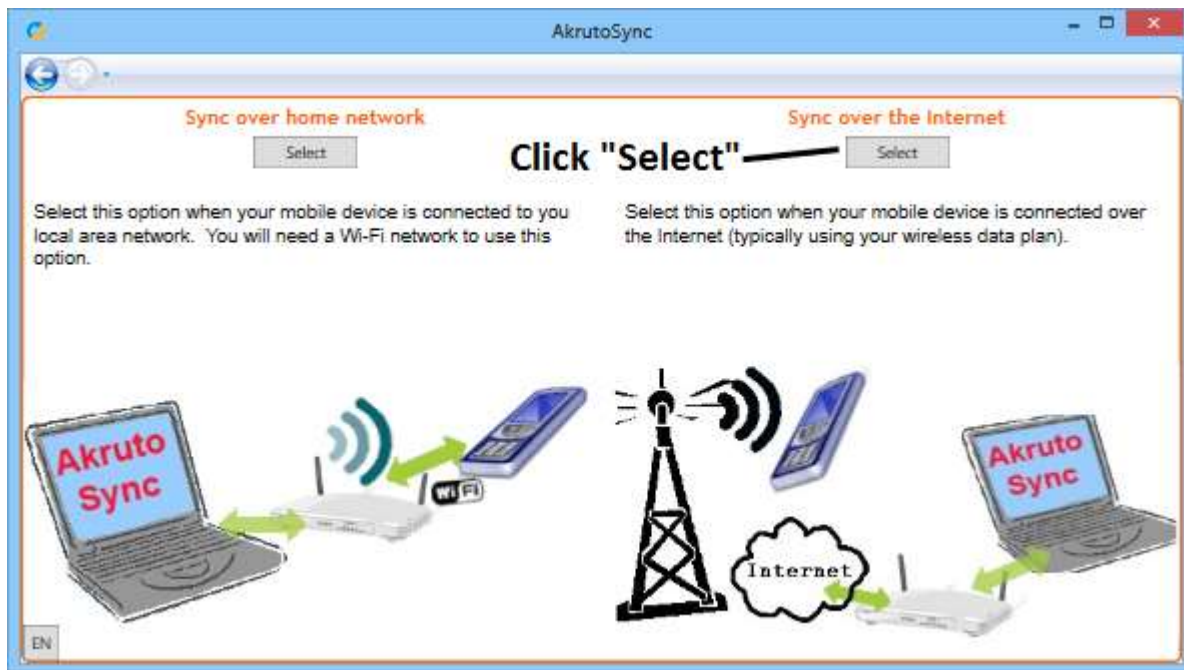 AkrutoSync
Sync over home network
Select
Select this option when your mobile device is connected to you
local area network. You will need a Wi-Fi network to use this
option.
Click "Select"
Sync over the Internet
Select
Select this option when your mobile device is connected over
the Internet (typically using your wireless data plan).
Akruto
Sync
Wi Fi
Internet
Akruto
Sync
EN